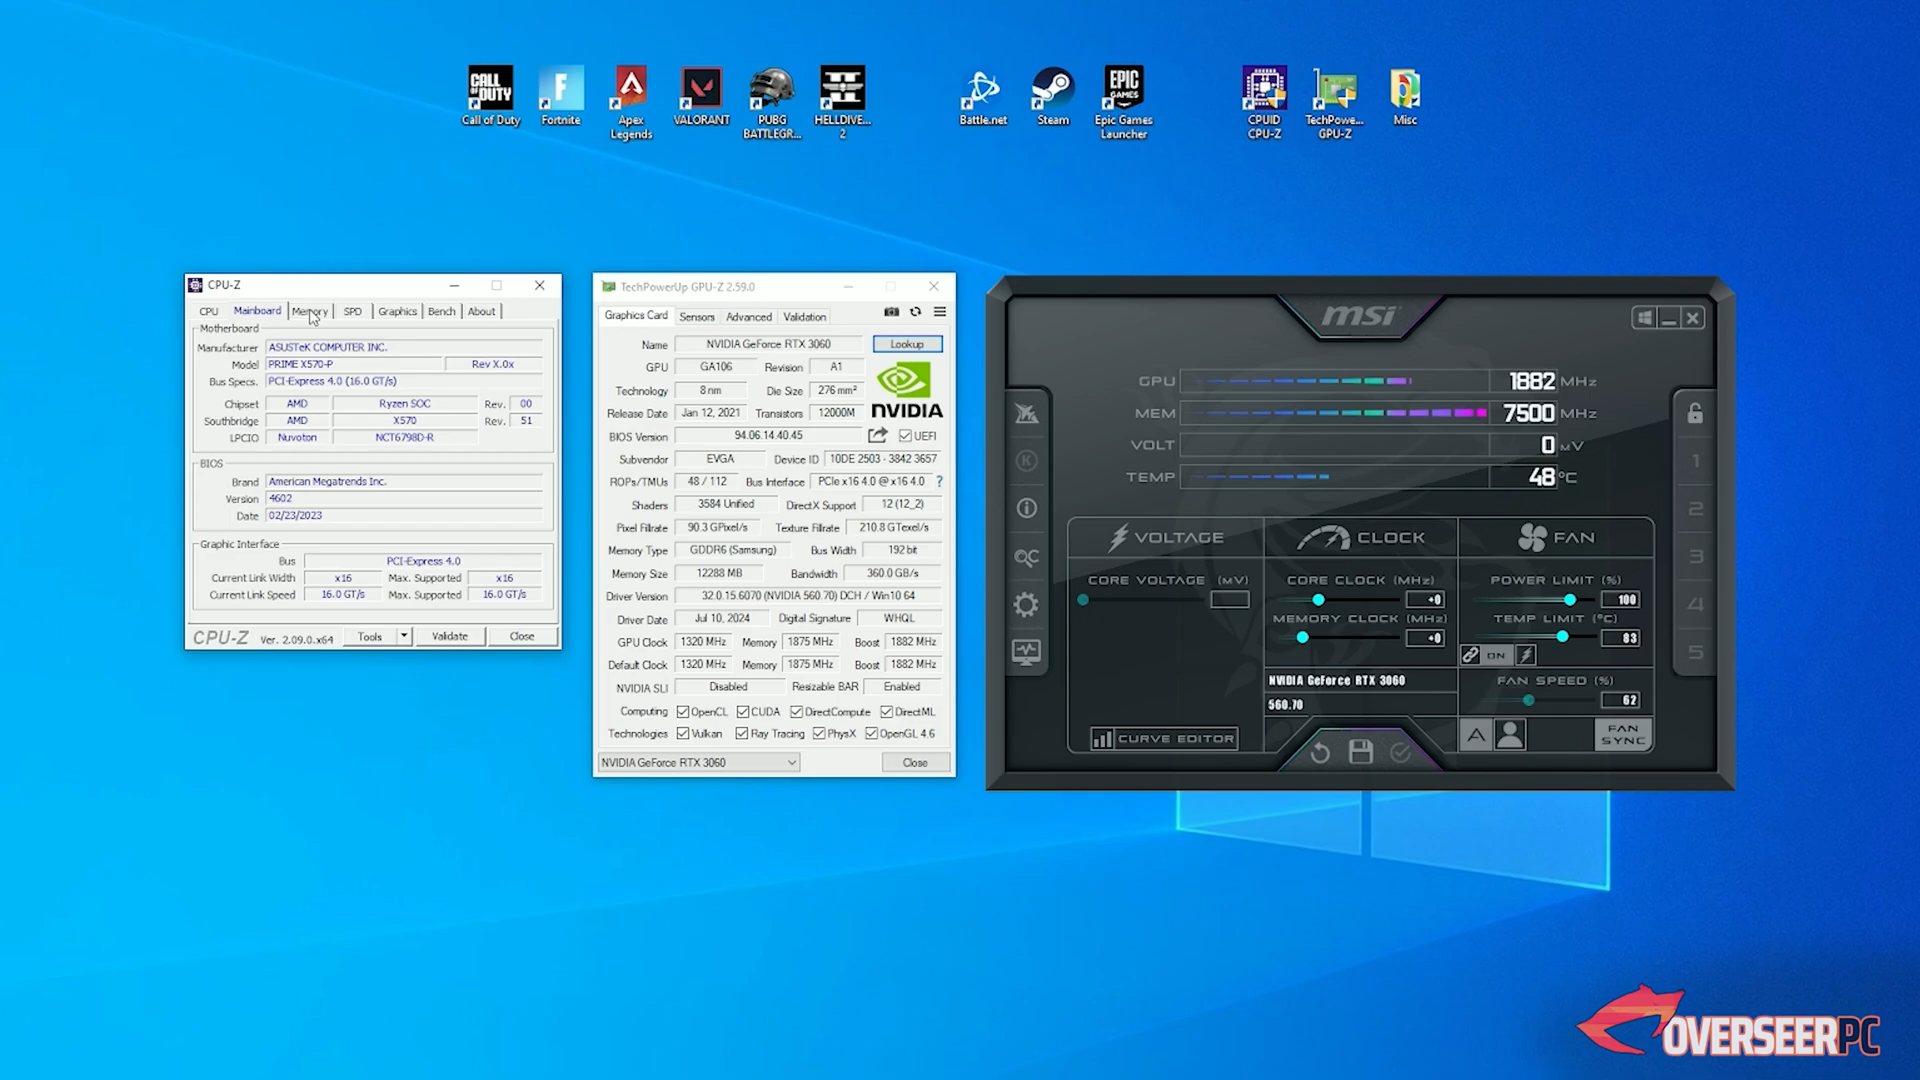 CALL OF DUTY
F
EPIC GAMES
Call of Duty
Fortnite
Apex Legends
VALORANT
PUBG BATTLEGR...
HELLDIVE... 2
Battle.net
Steam
Epic Games Launcher
CPUID CPU-Z
TechPowe... GPU-Z
Misc
CPU-Z
CPU Mainboard Memory SPD Graphics Bench About
Motherboard
Manufacturer ASUSTeK COMPUTER INC.
Model PRIME X570-P Rev X.0x
Bus Specs. PCI-Express 4.0 (16.0 GT/s)
Chipset AMD Ryzen SOC Rev. 00
Southbridge AMD X570 Rev. 51
LPCIO Nuvoton NCT6798D-R
BIOS
Brand American Megatrends Inc.
Version 4602
Date 02/23/2023
Graphic Interface
Bus PCI-Express 4.0
Current Link Width x16 Max. Supported x16
Current Link Speed 16.0 GT/s Max. Supported 16.0 GT/s
CPU-Z Ver. 2.09.0.x64 Tools Validate Close
TechPowerUp GPU-Z 2.59.0
Graphics Card Sensors Advanced Validation
Name NVIDIA GeForce RTX 3060 Lookup
GPU GA106 Revision A1
Technology 8 nm Die Size 276 mm²
Release Date Jan 12, 2021 Transistors 12000M
NVIDIA
BIOS Version 94.06.14.40.45 UEFI
Subvendor EVGA Device ID 10DE 2503 - 3842 3657
ROPs/TMUs 48 / 112 Bus Interface PCIe x16 4.0 @ x16 4.0 ?
Shaders 3584 Unified DirectX Support 12 (12_2)
Pixel Fillrate 90.3 GPixel/s Texture Fillrate 210.8 GTexel/s
Memory Type GDDR6 (Samsung) Bus Width 192 bit
Memory Size 12288 MB Bandwidth 360.0 GB/s
Driver Version 32.0.15.6070 (NVIDIA 560.70) DCH / Win10 64
Driver Date Jul 10, 2024 Digital Signature WHQL
GPU Clock 1320 MHz Memory 1875 MHz Boost 1882 MHz
Default Clock 1320 MHz Memory 1875 MHz Boost 1882 MHz
NVIDIA SLI Disabled Resizable BAR Enabled
Computing OpenCL CUDA DirectCompute DirectML
Technologies Vulkan Ray Tracing PhysX OpenGL 4.6
NVIDIA GeForce RTX 3060 Close
msi
GPU 1882 MHz
MEM 7500 MHz
VOLT 0 MV
TEMP 48 °C
K
i
OC
1
2
3
4
5
VOLTAGE CLOCK FAN
CORE VOLTAGE (MV)
CORE CLOCK (MHz) +0
MEMORY CLOCK (MHz) +0
POWER LIMIT (%) 100
TEMP LIMIT (°C) 83
ON
FAN SPEED (%) 62
NVIDIA GeForce RTX 3060
560.70
CURVE EDITOR
A
FAN SYNC
OVERSEERPC